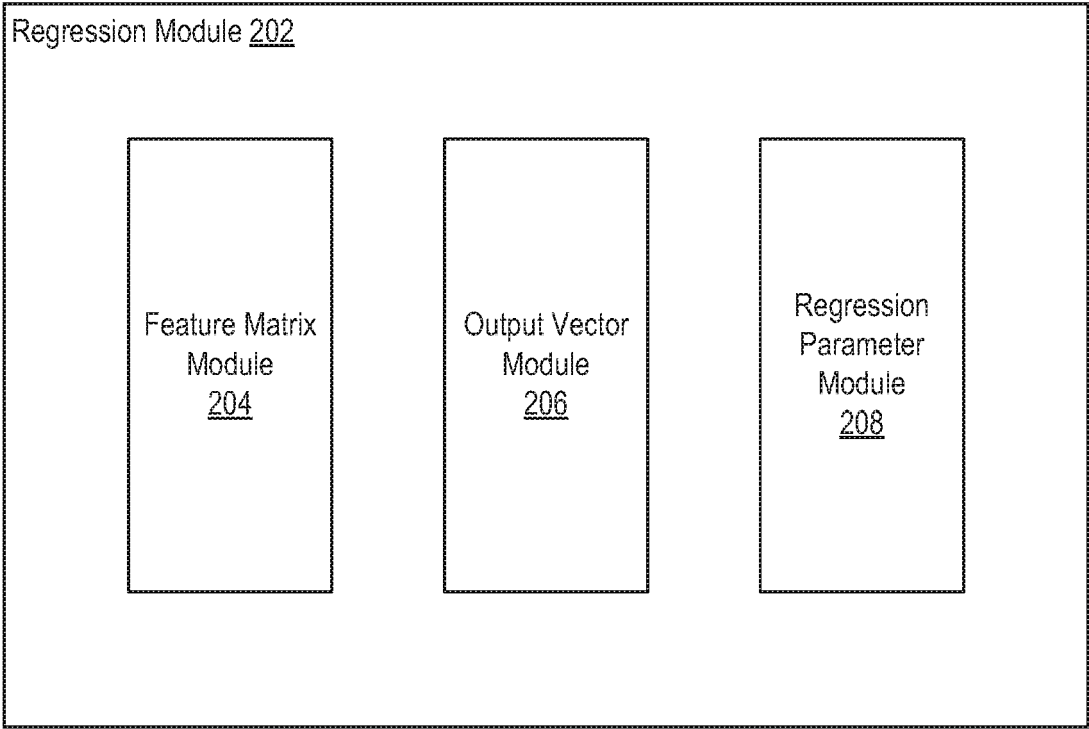 Regression Module 202
Feature Matrix
Module
204
Output Vector
Module
206
Regression
Parameter
Module
208